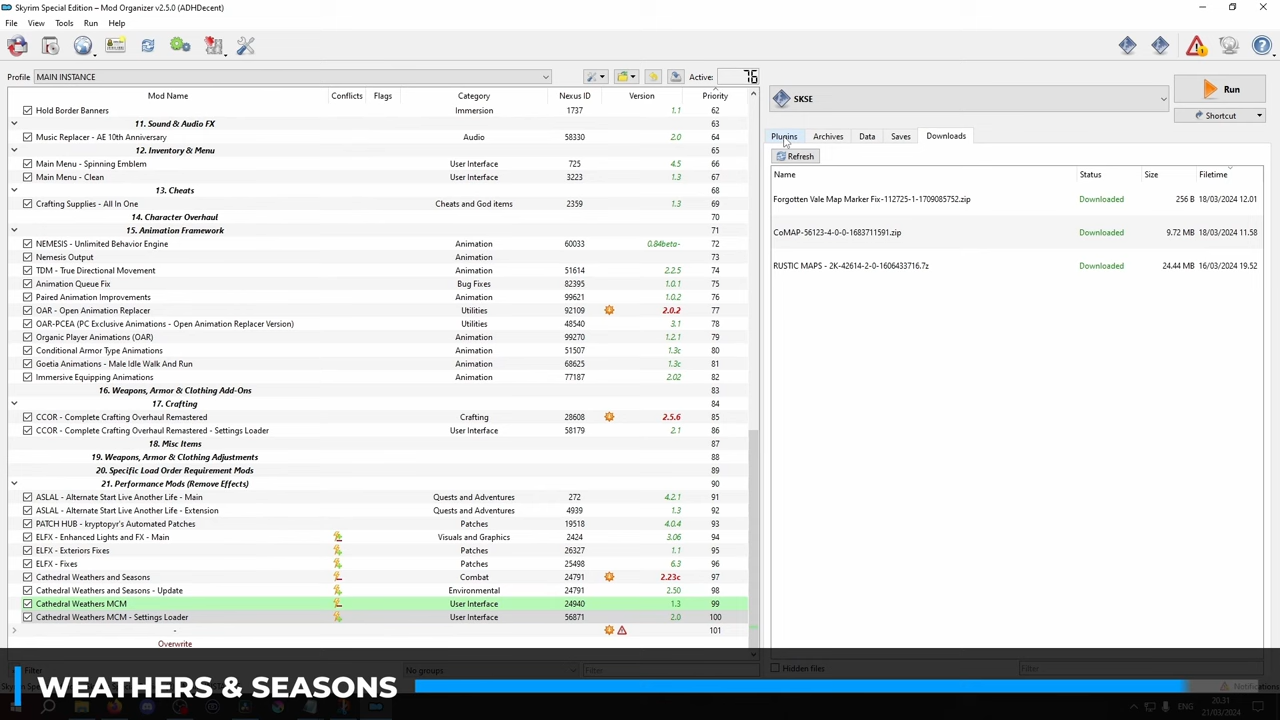 Skyrim Special Edition - Mod Organizer v2.5.0 (ADHDecent)
File View Tools Run Help
Profile MAIN INSTANCE Active: 76
Mod Name Conflicts Flags Category Nexus ID Version Priority
Hold Border Banners Immersion 1737 1.1 62
11. Sound & Audio FX 63
Music Replacer - AE 10th Anniversary Audio 58330 2.0 64
12. Inventory & Menu 65
Main Menu - Spinning Emblem User Interface 725 4.5 66
Main Menu - Clean User Interface 3223 1.3 67
13. Cheats 68
Crafting Supplies - All In One Cheats and God items 2359 1.3 69
14. Character Overhaul 70
15. Animation Framework 71
NEMESIS - Unlimited Behavior Engine Animation 60033 0.84beta- 72
Nemesis Output Animation 73
TDM - True Directional Movement Animation 51614 2.2.5 74
Animation Queue Fix Bug Fixes 82395 1.0.1 75
Paired Animation Improvements Animation 99621 1.0.2 76
OAR - Open Animation Replacer Utilities 92109 2.0.2 77
OAR-PCEA (PC Exclusive Animations - Open Animation Replacer Version) Utilities 48540 3.1 78
Organic Player Animations (OAR) Animation 99270 1.2.1 79
Conditional Armor Type Animations Animation 51507 1.3c 80
Goetia Animations - Male Idle Walk And Run Animation 68625 1.3c 81
Immersive Equipping Animations Animation 77187 2.02 82
16. Weapons, Armor & Clothing Add-Ons 83
17. Crafting 84
CCOR - Complete Crafting Overhaul Remastered Crafting 28608 2.5.6 85
CCOR - Complete Crafting Overhaul Remastered - Settings Loader User Interface 58179 2.1 86
18. Misc Items 87
19. Weapons, Armor & Clothing Adjustments 88
20. Specific Load Order Requirement Mods 89
21. Performance Mods (Remove Effects) 90
ASLAL - Alternate Start Live Another Life - Main Quests and Adventures 272 4.2.1 91
ASLAL - Alternate Start Live Another Life - Extension Quests and Adventures 4939 1.3 92
PATCH HUB - kryptopyr's Automated Patches Patches 19518 4.0.4 93
ELFX - Enhanced Lights and FX - Main Visuals and Graphics 2424 3.06 94
ELFX - Exteriors Fixes Patches 26327 1.1 95
ELFX - Fixes Patches 25498 6.3 96
Cathedral Weathers and Seasons Combat 24791 2.23c 97
Cathedral Weathers and Seasons - Update Environmental 24791 2.50 98
Cathedral Weathers MCM User Interface 24940 1.3 99
Cathedral Weathers MCM - Settings Loader User Interface 56871 2.0 100
- 101
Overwrite
Filter No groups Filter
SKSE Run
Shortcut
Plugins Archives Data Saves Downloads
Refresh
Name Status Size Filetime
Forgotten Vale Map Marker Fix-112725-1-1709085752.zip Downloaded 256 B 18/03/2024 12.01
CoMAP-56123-4-0-0-1683711591.zip Downloaded 9.72 MB 18/03/2024 11.58
RUSTIC MAPS - 2K-42614-2-0-1606433716.7z Downloaded 24.44 MB 16/03/2024 19.52
Hidden files Filter
WEATHERS & SEASONS
Notifications
ENG 20.31
21/03/2024